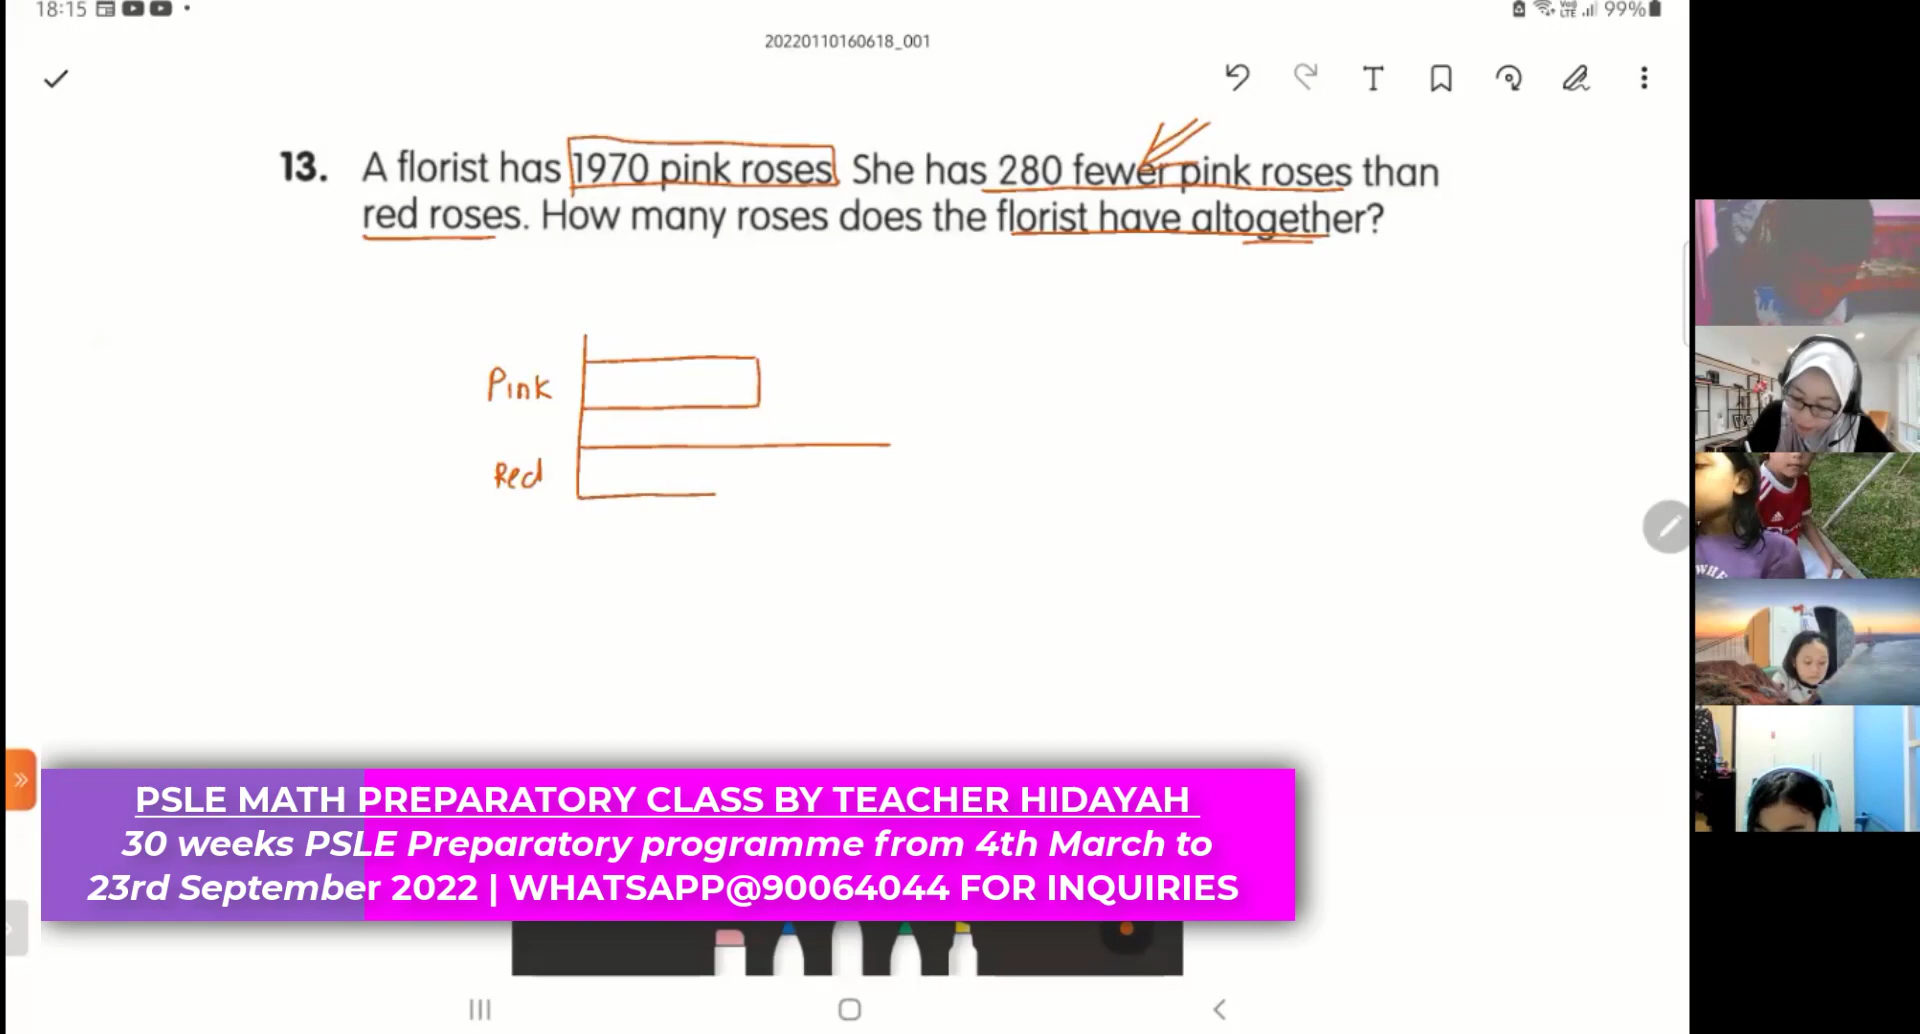 18:15
99%
20220110160618_001
T
13. A florist has 1970 pink roses. She has 280 fewer pink roses than
red roses. How many roses does the florist have altogether?
Pink
Red
PSLE MATH PREPARATORY CLASS BY TEACHER HIDAYAH
30 weeks PSLE Preparatory programme from 4th March to
23rd September 2022 | WHATSAPP@90064044 FOR INQUIRIES